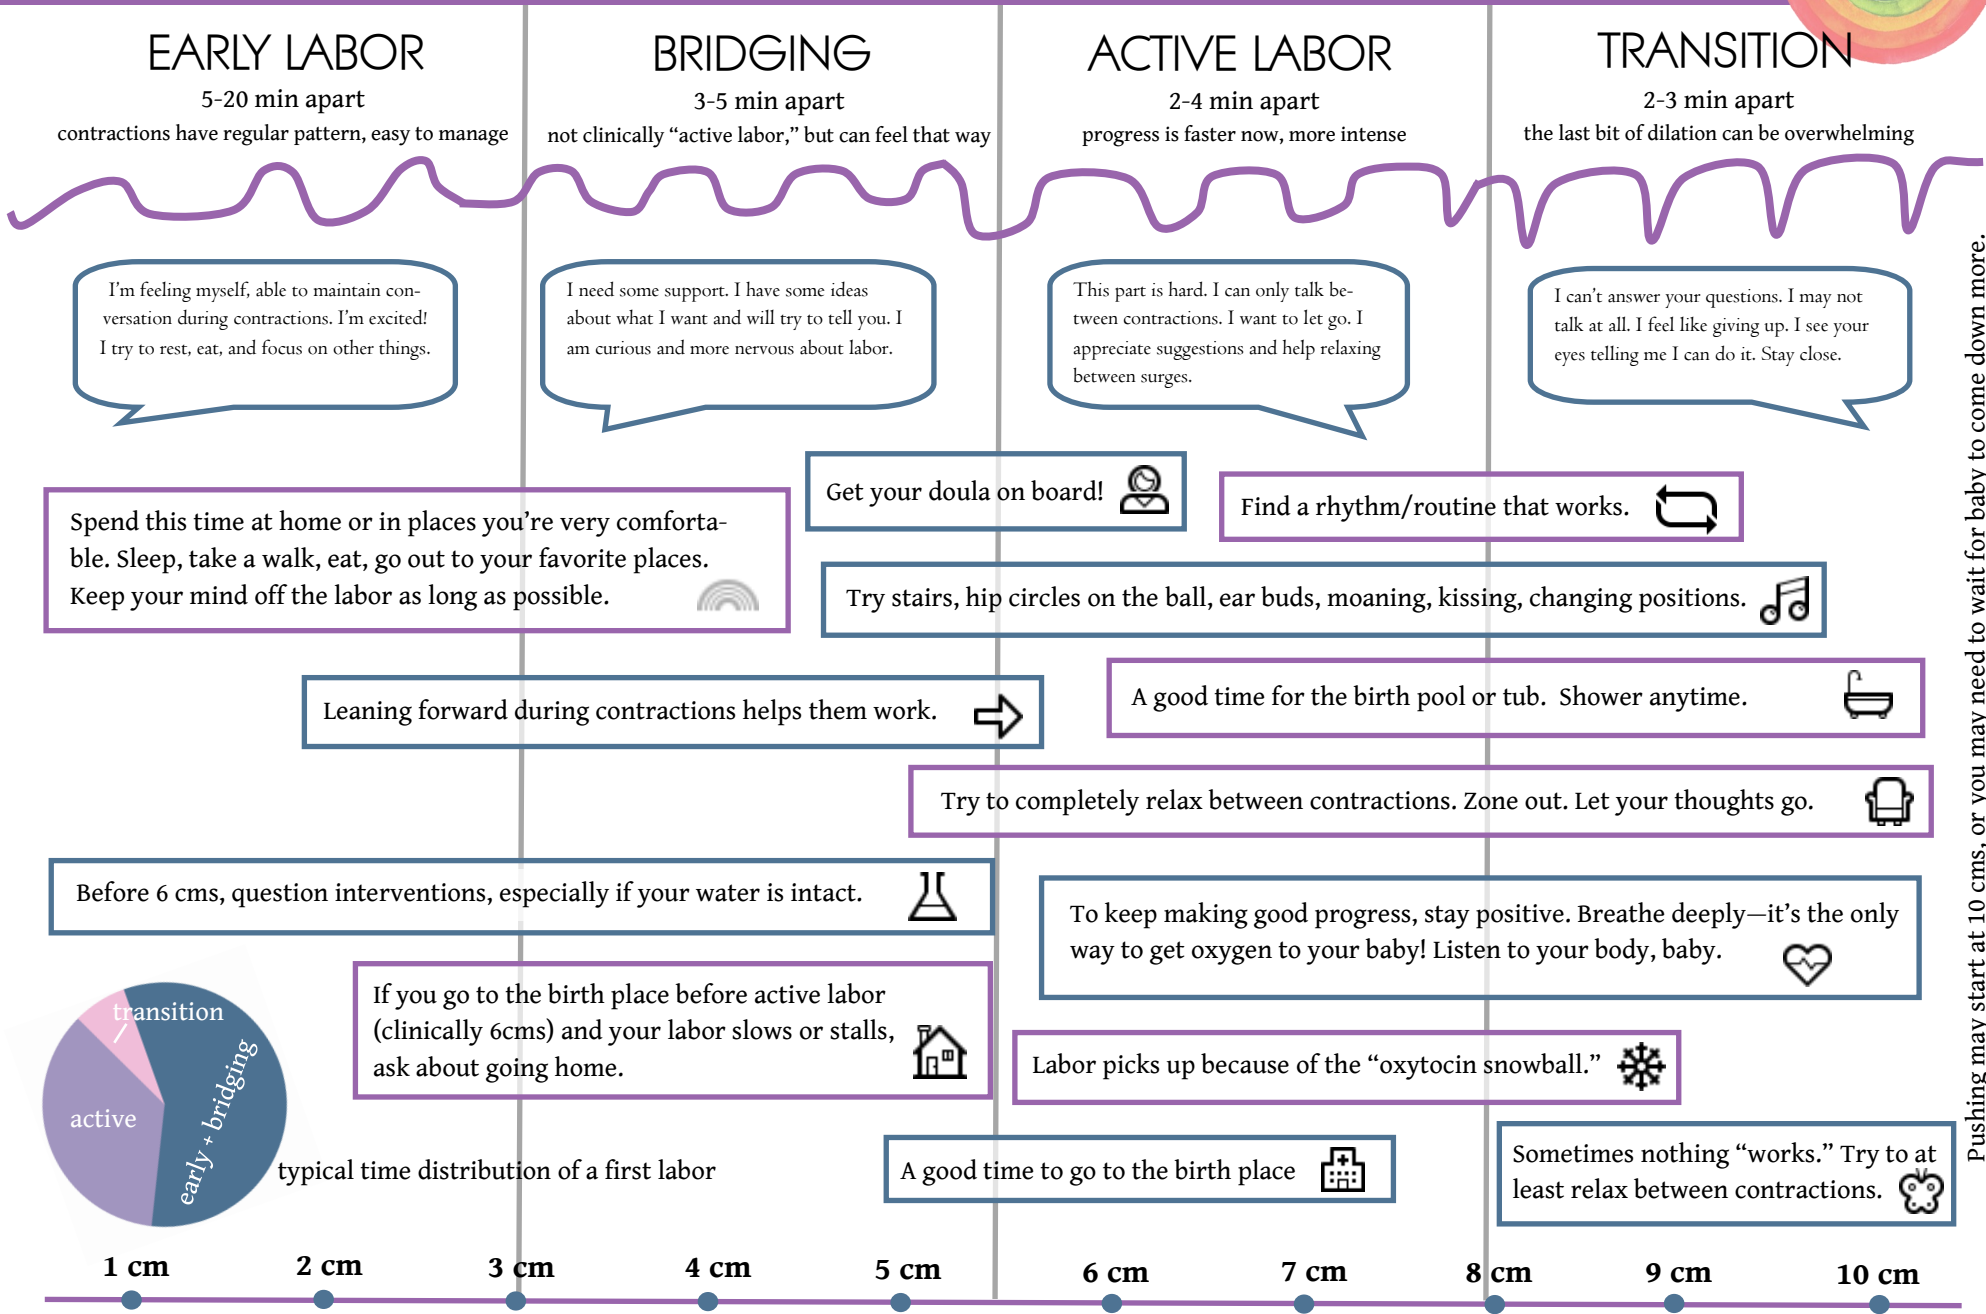 EARLY LABOR
5-20 min apart
contractions have regular pattern, easy to manage
BRIDGING
3-5 min apart
not clinically “active labor,” but can feel that way
ACTIVE LABOR
2-4 min apart
progress is faster now, more intense
TRANSITION
2-3 min apart
the last bit of dilation can be overwhelming
I’m feeling myself, able to maintain con-
versation during contractions. I’m excited!
I try to rest, eat, and focus on other things.
I need some support. I have some ideas
about what I want and will try to tell you. I
am curious and more nervous about labor.
This part is hard. I can only talk be-
tween contractions. I want to let go. I
appreciate suggestions and help relaxing
between surges.
I can’t answer your questions. I may not
talk at all. I feel like giving up. I see your
eyes telling me I can do it. Stay close.
Get your doula on board!
Find a rhythm/routine that works.
Spend this time at home or in places you’re very comforta-
ble. Sleep, take a walk, eat, go out to your favorite places.
Keep your mind off the labor as long as possible.
Try stairs, hip circles on the ball, ear buds, moaning, kissing, changing positions.
Leaning forward during contractions helps them work.
A good time for the birth pool or tub.  Shower anytime.
Try to completely relax between contractions. Zone out. Let your thoughts go.
Before 6 cms, question interventions, especially if your water is intact.
To keep making good progress, stay positive. Breathe deeply—it’s the only
way to get oxygen to your baby! Listen to your body, baby.
If you go to the birth place before active labor
(clinically 6cms) and your labor slows or stalls,
ask about going home.
Labor picks up because of the “oxytocin snowball.”
transition
active
early + bridging
typical time distribution of a first labor
A good time to go to the birth place
Sometimes nothing “works.” Try to at
least relax between contractions.
Pushing may start at 10 cms, or you may need to wait for baby to come down more.
1 cm
2 cm
3 cm
4 cm
5 cm
6 cm
7 cm
8 cm
9 cm
10 cm